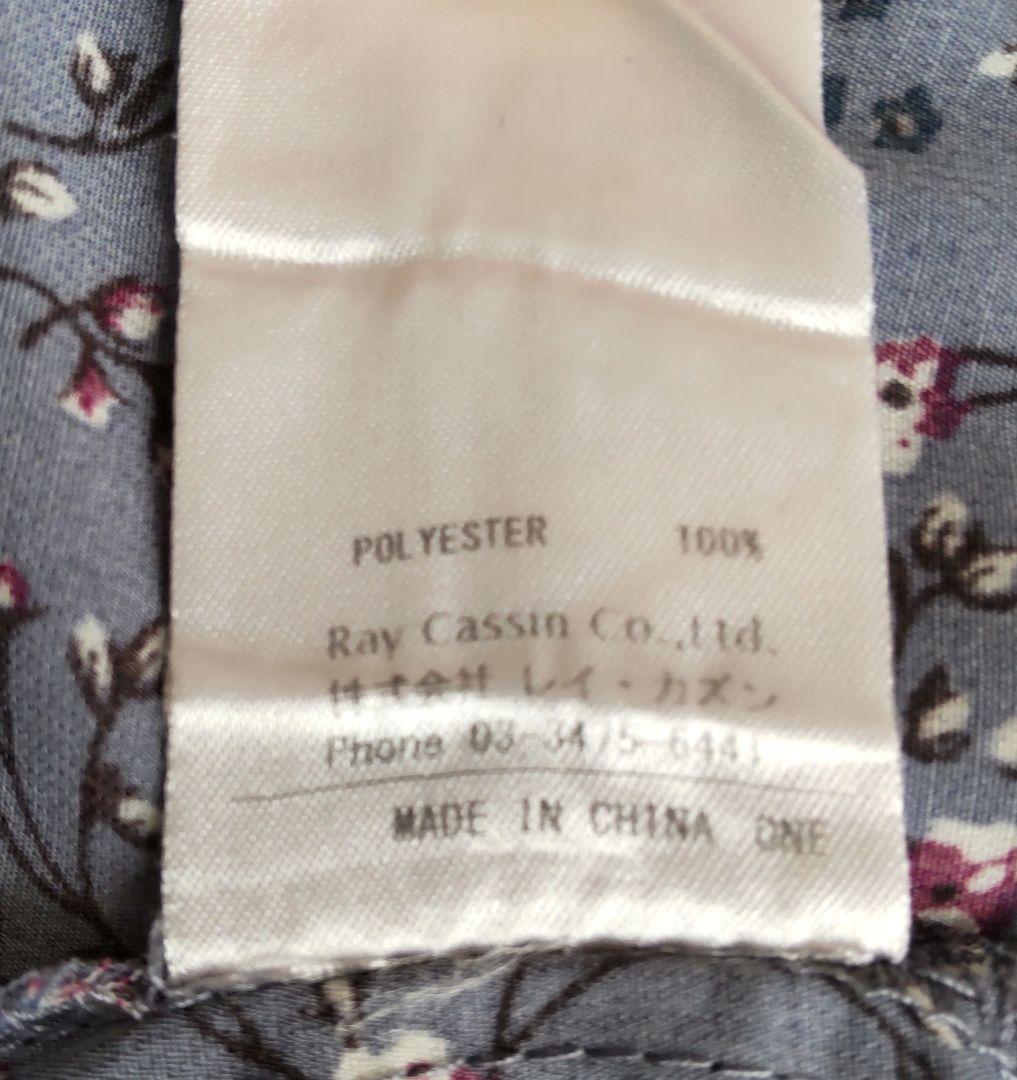 POLYESTER 100%
Ray Cassin Co.,Ltd.
株式会社 レイ・カズン
Phone 03-3475-6441
MADE IN CHINA ONE